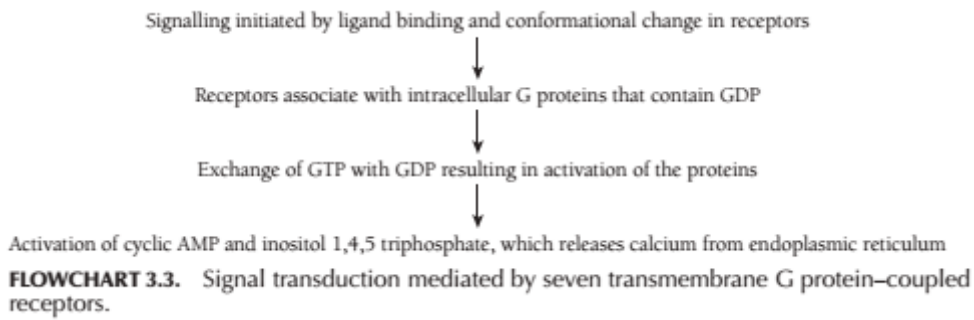 Signalling initiated by ligand binding and conformational change in receptors
Receptors associate with intracellular G proteins that contain GDP
Exchange of GTP with GDP resulting in activation of the proteins
Activation of cyclic AMP and inositol 1,4,5 triphosphate, which releases calcium from endoplasmic reticulum
FLOWCHART 3.3. Signal transduction mediated by seven transmembrane G protein–coupled
receptors.